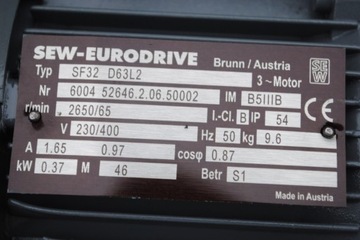 SEW-EURODRIVE Brunn / Austria SEW
Typ SF32 D63L2 3~Motor
Nr 6004 52646.2.06.50002 IM B5IIIB
r/min 2650/65 I.-Cl. B IP 54 CE
V 230/400 Hz 50 kg 9.6
A 1.65 0.97 cosφ 0.87
kW 0.37 M 46 Betr S1
Made in Austria